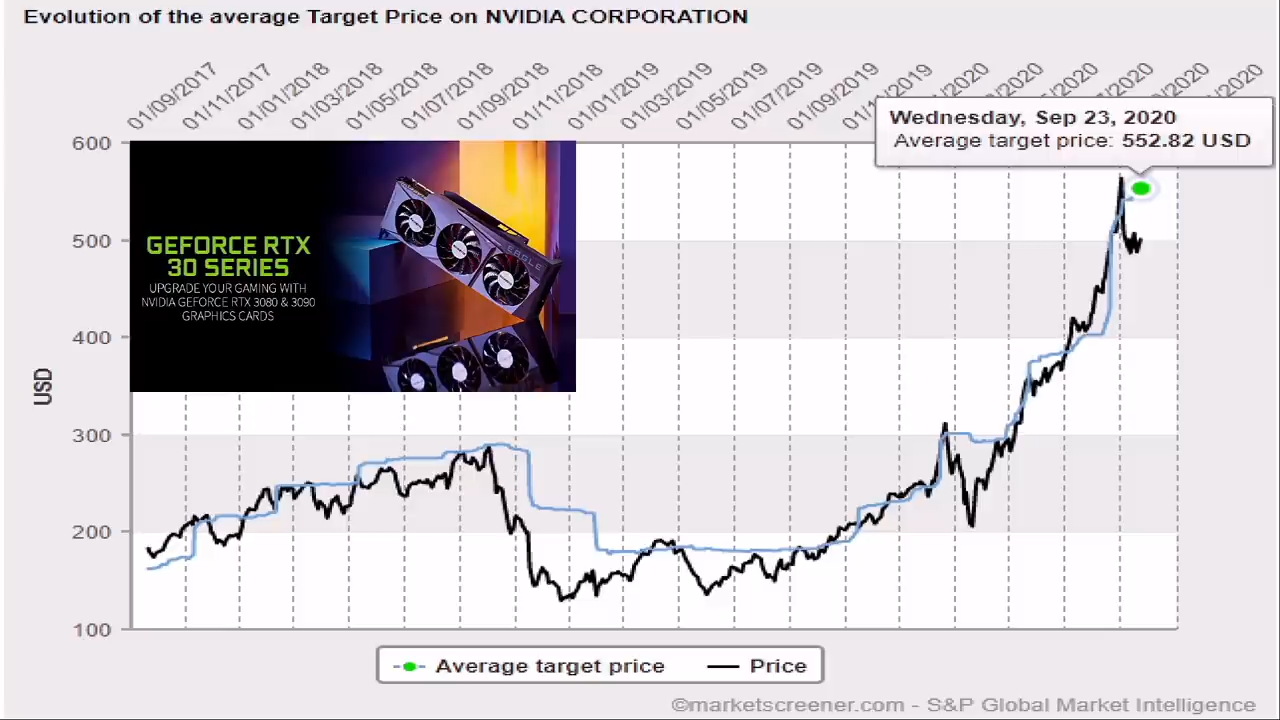 Evolution of the average Target Price on NVIDIA CORPORATION
01/09/2017
01/11/2017
01/01/2018
01/03/2018
01/05/2018
01/07/2018
01/09/2018
01/11/2018
01/01/2019
01/03/2019
01/05/2019
01/07/2019
01/09/2019
Wednesday, Sep 23, 2020
Average target price: 552.82 USD
600
500
400
300
200
100
USD
GEFORCE RTX
30 SERIES
UPGRADE YOUR GAMING WITH
NVIDIA GEFORCE RTX 3080 & 3090
GRAPHICS CARDS
EAGLE
Average target price
Price
©marketscreener.com - S&P Global Market Intelligence